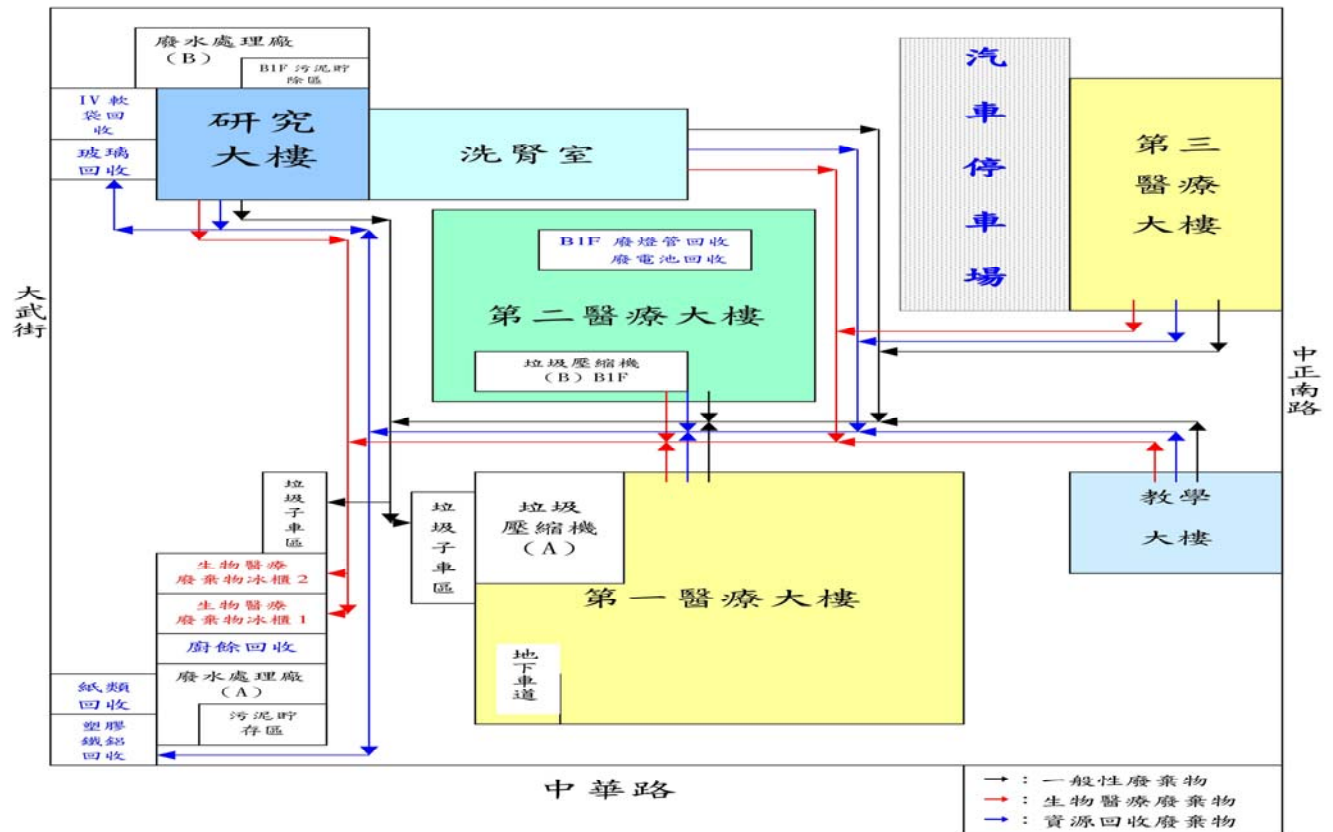 廢水處理廠
(B)
B1F 污泥貯
除區
IV 軟
袋回
收
玻璃
回收
研究
大樓
洗腎室
汽車停車場
第三
醫療
大樓
B1F 廢燈管回收
廢電池回收
第二醫療大樓
垃圾壓縮機
(B) B1F
大武街
中正南路
垃圾子車區
垃圾子車區
垃圾
壓縮機
(A)
第一醫療大樓
教學
大樓
生物醫療
廢棄物冰櫃2
生物醫療
廢棄物冰櫃1
廚餘回收
廢水處理廠
(A)
污泥貯
存區
紙類
回收
塑膠
鐵鋁
回收
地下車道
中華路
:一般性廢棄物
:生物醫療廢棄物
:資源回收廢棄物